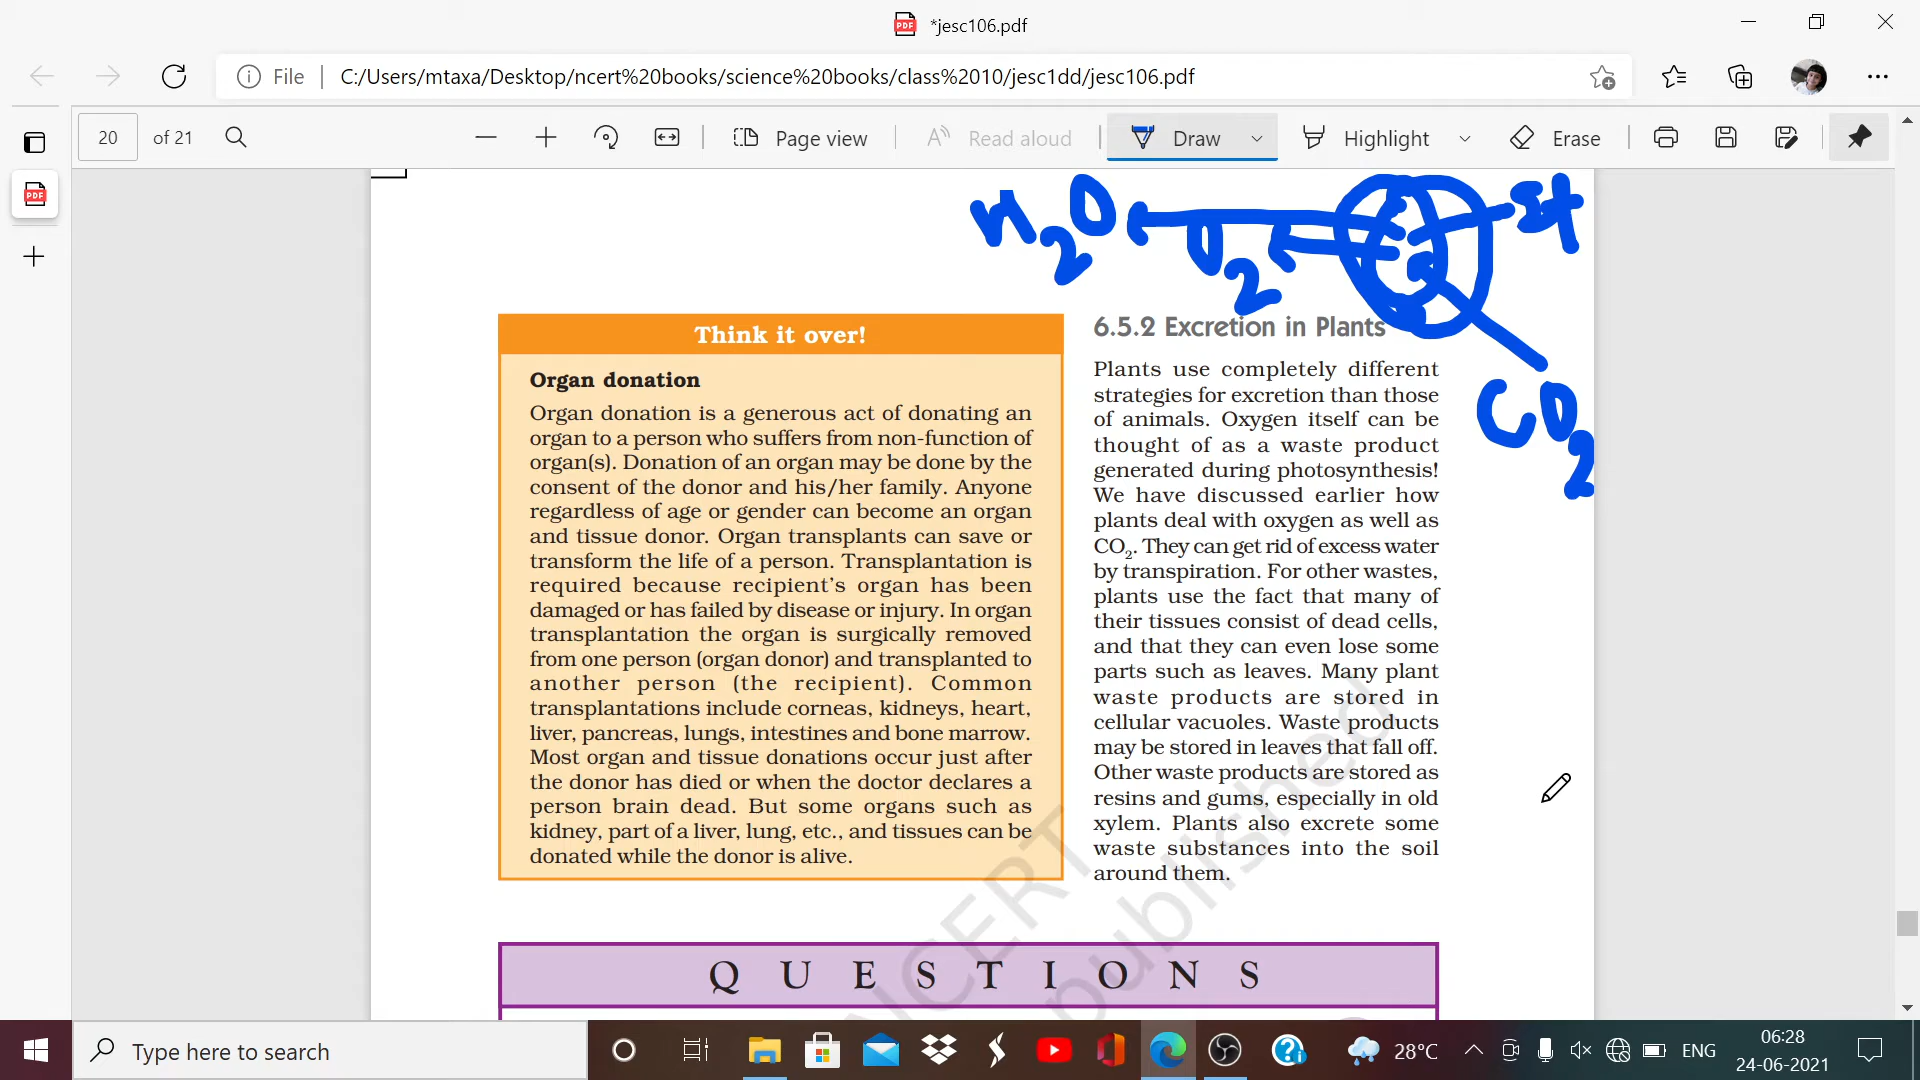 *jesc106.pdf
File
C:/Users/mtaxa/Desktop/ncert%20books/science%20books/class%2010/jesc1dd/jesc106.pdf
20 of 21
Page view
Read aloud
Draw
Highlight
Erase
H2O
O2
St
CO2
Think it over!
Organ donation
Organ donation is a generous act of donating an
organ to a person who suffers from non-function of
organ(s). Donation of an organ may be done by the
consent of the donor and his/her family. Anyone
regardless of age or gender can become an organ
and tissue donor. Organ transplants can save or
transform the life of a person. Transplantation is
required because recipient's organ has been
damaged or has failed by disease or injury. In organ
transplantation the organ is surgically removed
from one person (organ donor) and transplanted to
another person (the recipient). Common
transplantations include corneas, kidneys, heart,
liver, pancreas, lungs, intestines and bone marrow.
Most organ and tissue donations occur just after
the donor has died or when the doctor declares a
person brain dead. But some organs such as
kidney, part of a liver, lung, etc., and tissues can be
donated while the donor is alive.
6.5.2 Excretion in Plants
Plants use completely different
strategies for excretion than those
of animals. Oxygen itself can be
thought of as a waste product
generated during photosynthesis!
We have discussed earlier how
plants deal with oxygen as well as
CO2. They can get rid of excess water
by transpiration. For other wastes,
plants use the fact that many of
their tissues consist of dead cells,
and that they can even lose some
parts such as leaves. Many plant
waste products are stored in
cellular vacuoles. Waste products
may be stored in leaves that fall off.
Other waste products are stored as
resins and gums, especially in old
xylem. Plants also excrete some
waste substances into the soil
around them.
NCERT
published
QUESTIONS
Type here to search
28°C
ENG
06:28
24-06-2021